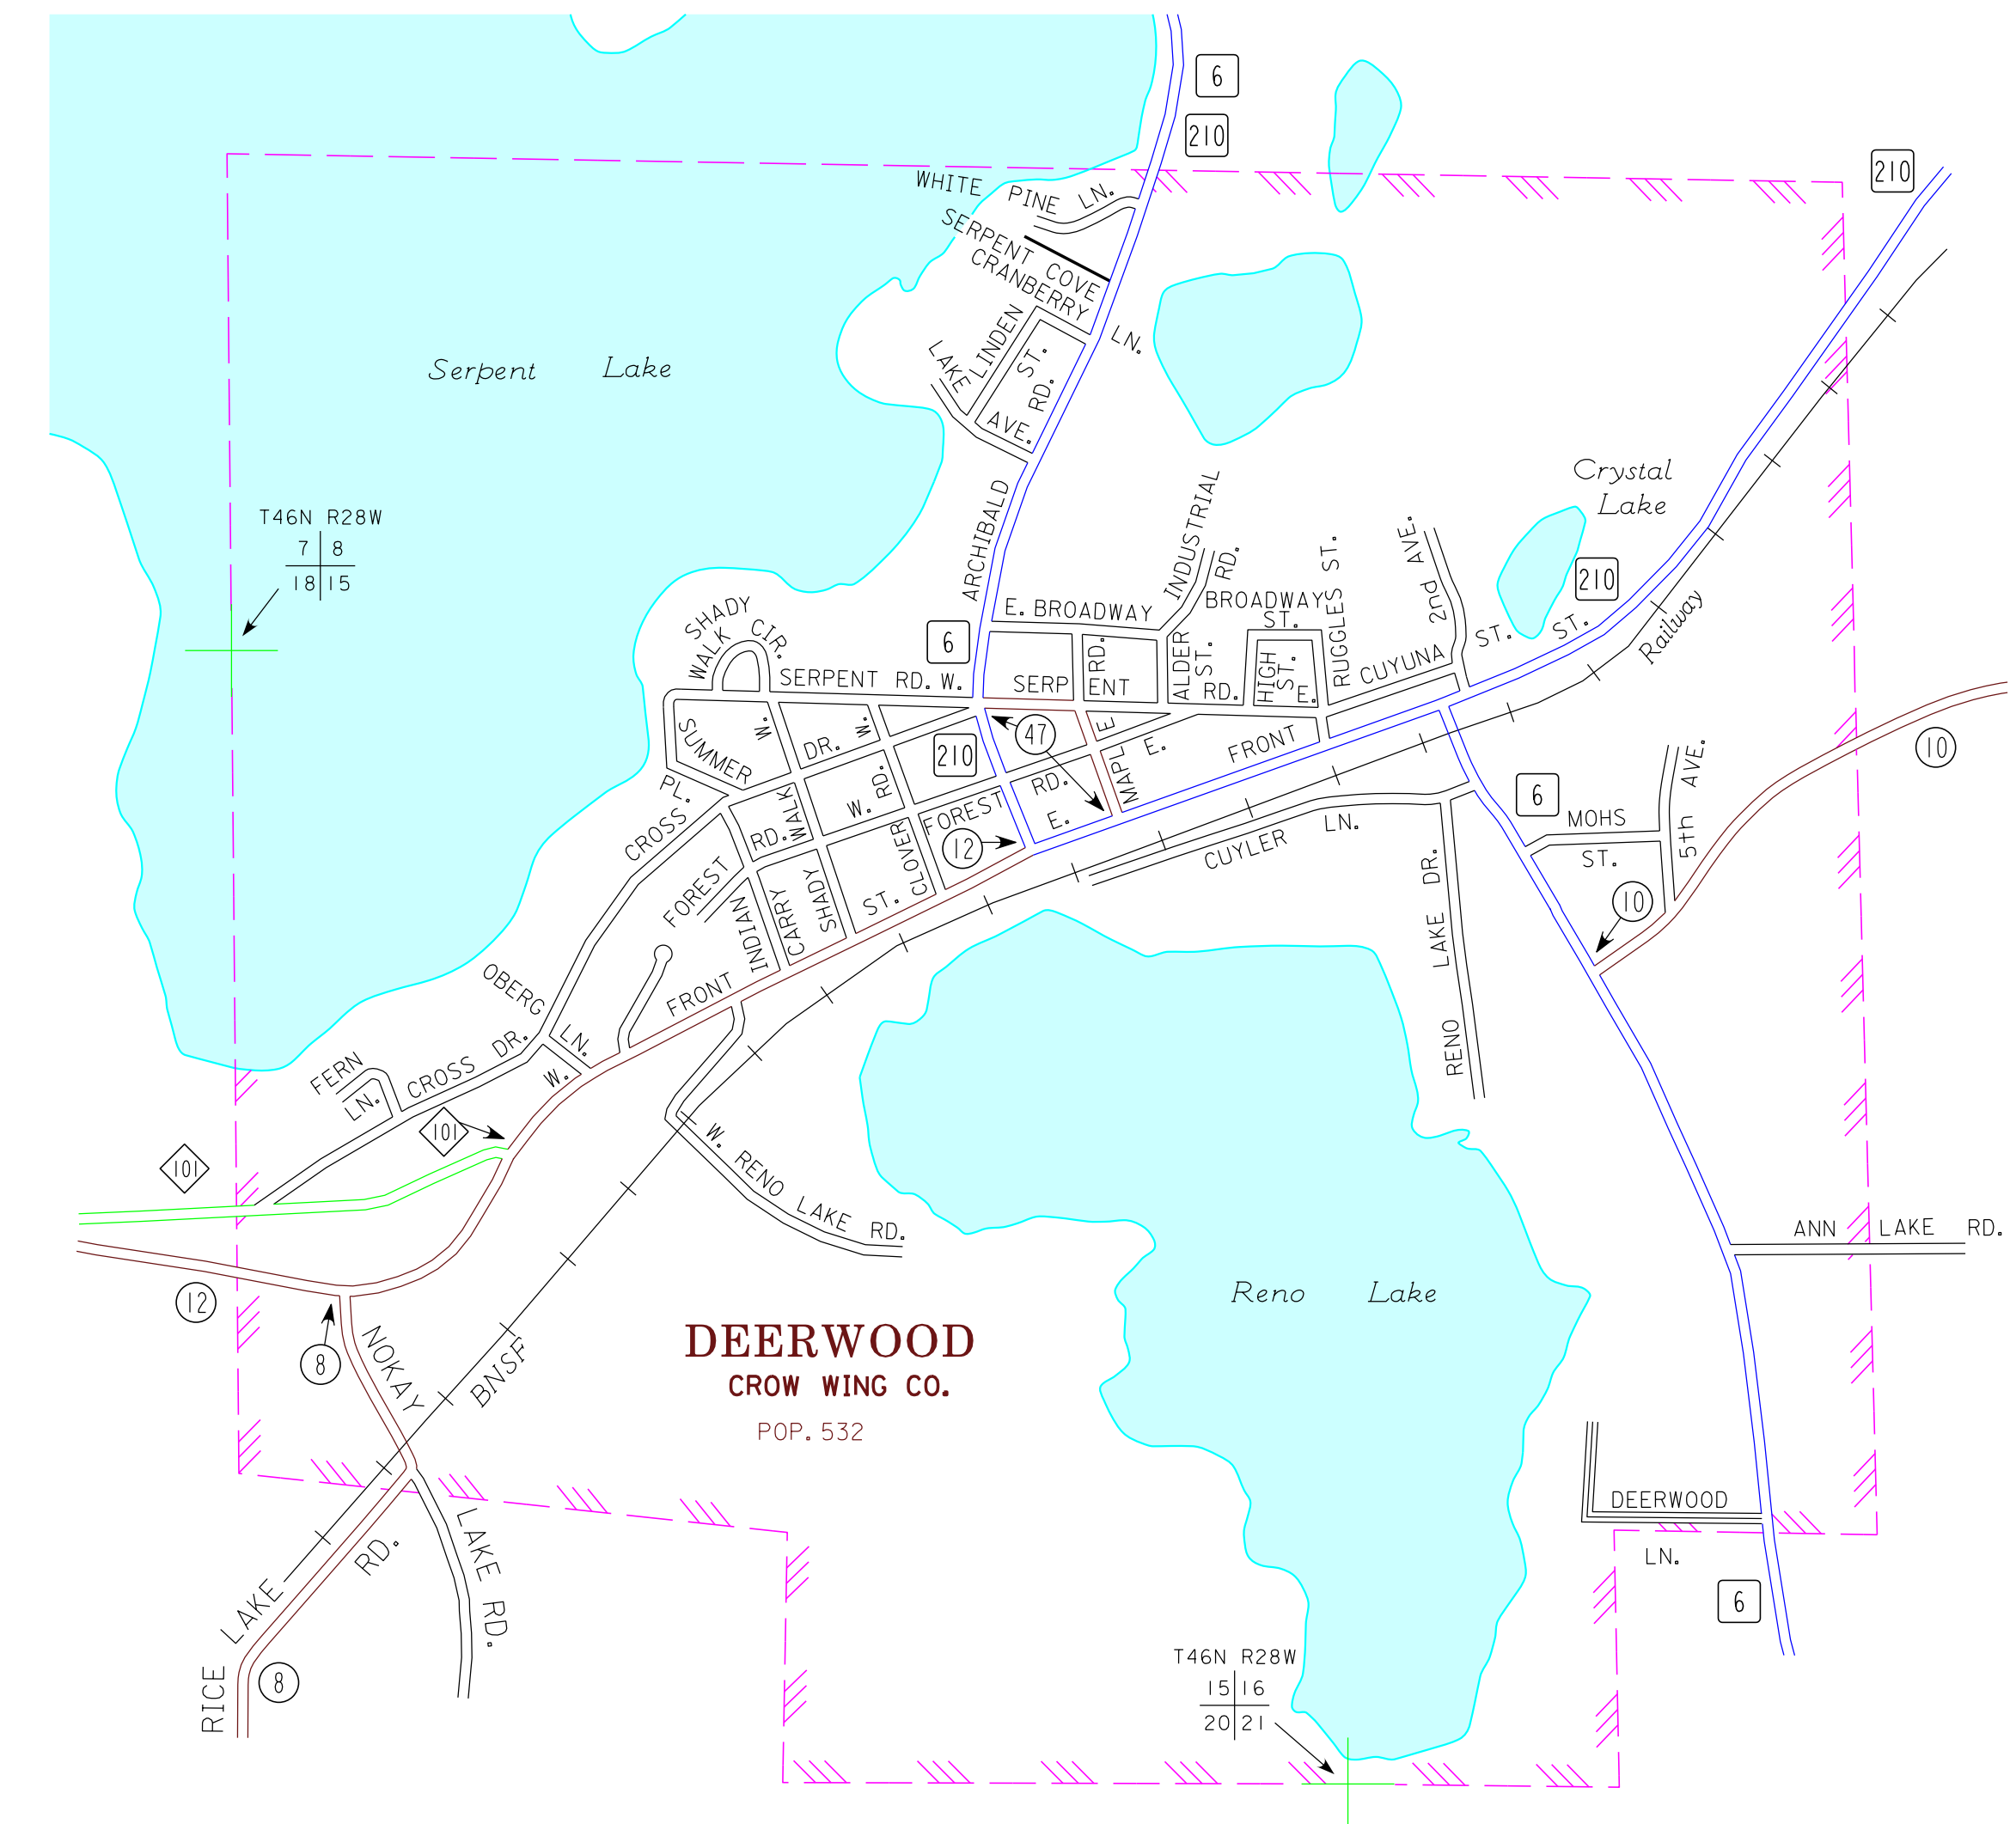 6
210
210
WHITE PINE LN.
SERPENT COVE
CRANBERRY LN.
LINDEN ST.
LAKE AVE.
ARCHIBALD RD.
Serpent Lake
Crystal Lake
T46N R28W
7 8
18 15
INDUSTRIAL RD.
E. BROADWAY
BROADWAY ST.
RUGGLES ST.
2nd AVE.
210
6
SHADY WALK CIR.
SERPENT RD. W.
SERPENT RD. E.
ALDER ST.
HIGH ST.
CUYUNA ST.
ST.
RD.
Railway
SUMMER PL.
W.
DR.
W.
210
47
MAPLE
E.
FRONT
10
CROSS
RD.
WALK
W. RD.
FOREST
RD.
E.
12
CUYLER LN.
6
MOHS ST.
5th AVE.
10
FOREST
INDIAN
CARRY
SHADY
ST.
CLOVER
RENO LAKE DR.
OBERG LN.
FRONT
W.
FERN LN.
CROSS DR.
101
101
W. RENO LAKE RD.
ANN LAKE RD.
12
8
NOKAY LAKE RD.
BNSF
Reno Lake
DEERWOOD
CROW WING CO.
POP. 532
DEERWOOD LN.
6
RICE LAKE RD.
8
T46N R28W
15 16
20 21